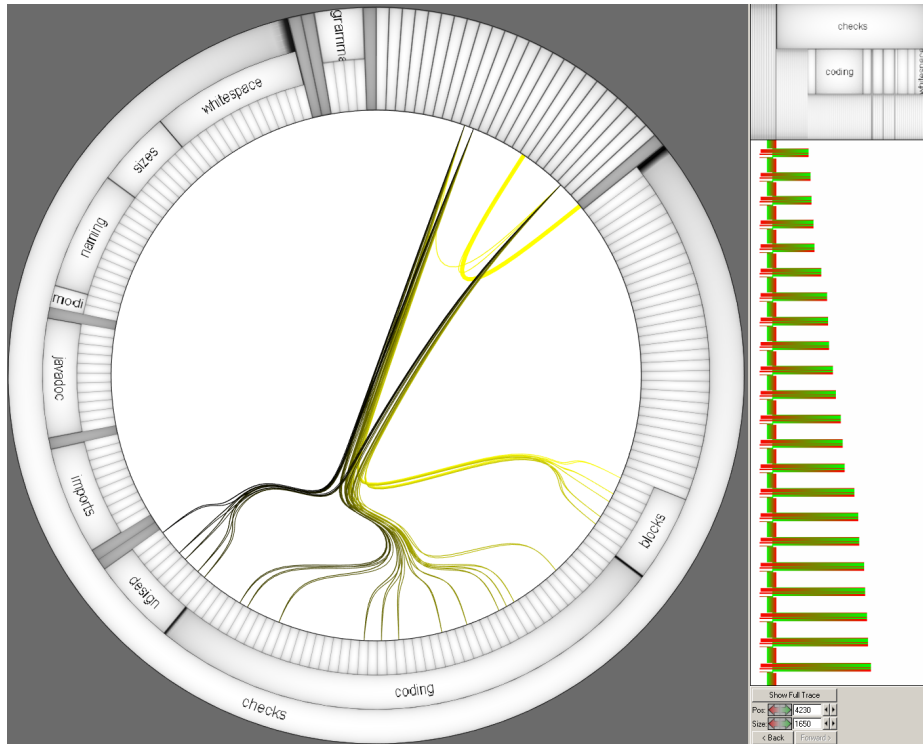 gramma
whitespace
sizes
naming
modi
javadoc
imports
design
blocks
coding
checks
checks
coding
whitespace
Show Full Trace
Pos: 4230
Size: 1650
< Back Forward >